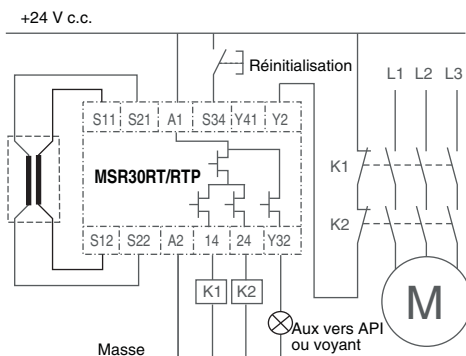 +24 V c.c.
Réinitialisation
L1 L2 L3
S11 S21 A1 S34 Y41 Y2
MSR30RT/RTP
K1
K2
S12 S22 A2 14 24 Y32
K1 K2
M
Aux vers API
ou voyant
Masse